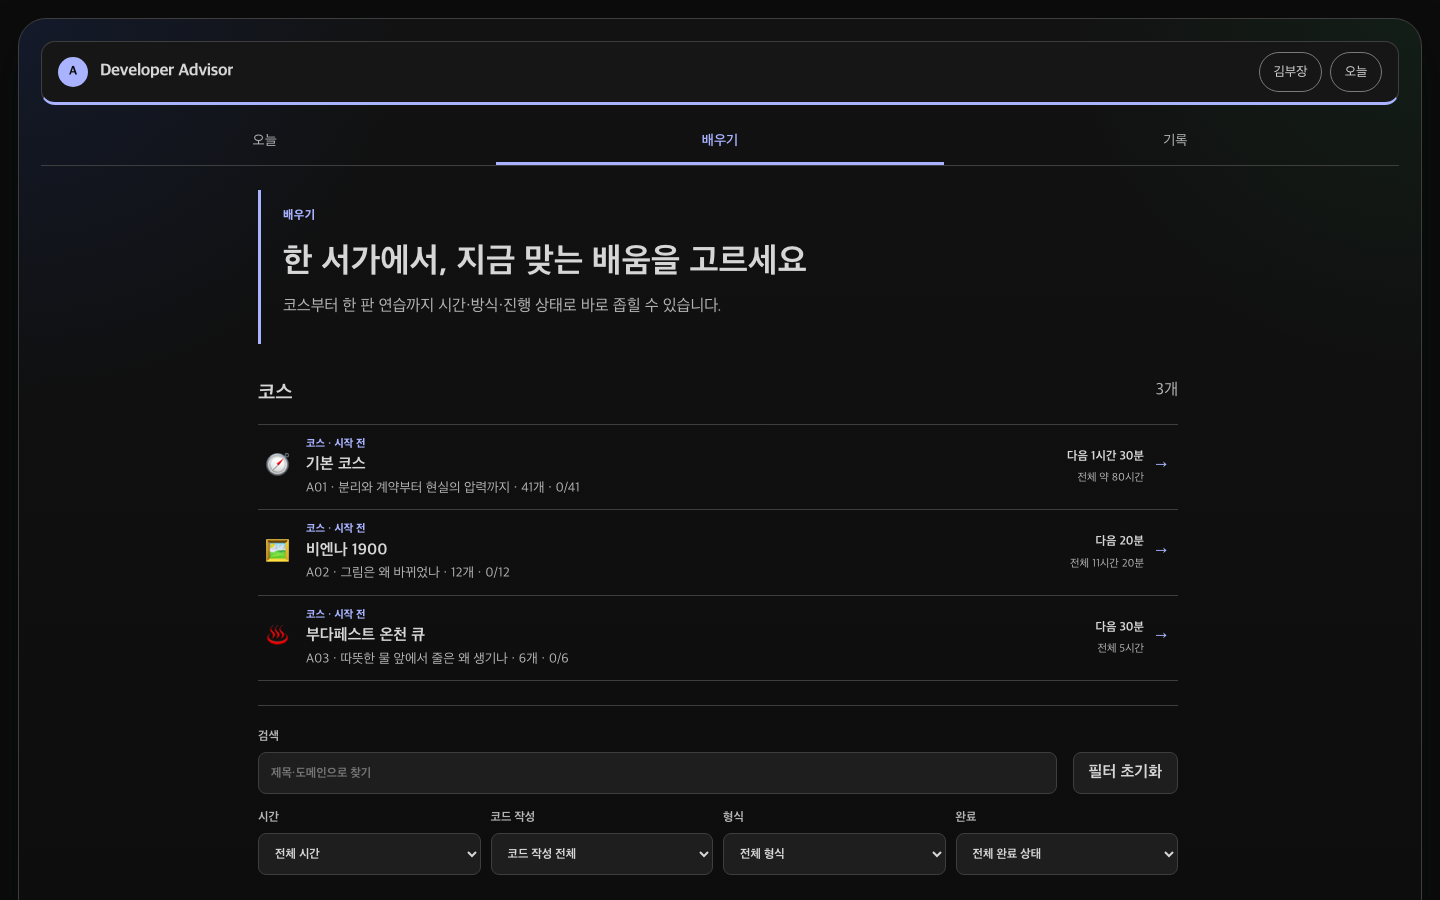 A
Developer Advisor
김부장
오늘
오늘
배우기
기록
배우기
한 서가에서, 지금 맞는 배움을 고르세요
코스부터 한 판 연습까지 시간·방식·진행 상태로 바로 좁힐 수 있습니다.
코스
3개
코스 · 시작 전
기본 코스
A01 · 분리와 계약부터 현실의 압력까지 · 41개 · 0/41
다음 1시간 30분
전체 약 80시간
→
코스 · 시작 전
비엔나 1900
A02 · 그림은 왜 바뀌었나 · 12개 · 0/12
다음 20분
전체 11시간 20분
→
코스 · 시작 전
부다페스트 온천 큐
A03 · 따뜻한 물 앞에서 줄은 왜 생기나 · 6개 · 0/6
다음 30분
전체 5시간
→
검색
제목·도메인으로 찾기
필터 초기화
시간
코드 작성
형식
완료
전체 시간
코드 작성 전체
전체 형식
전체 완료 상태